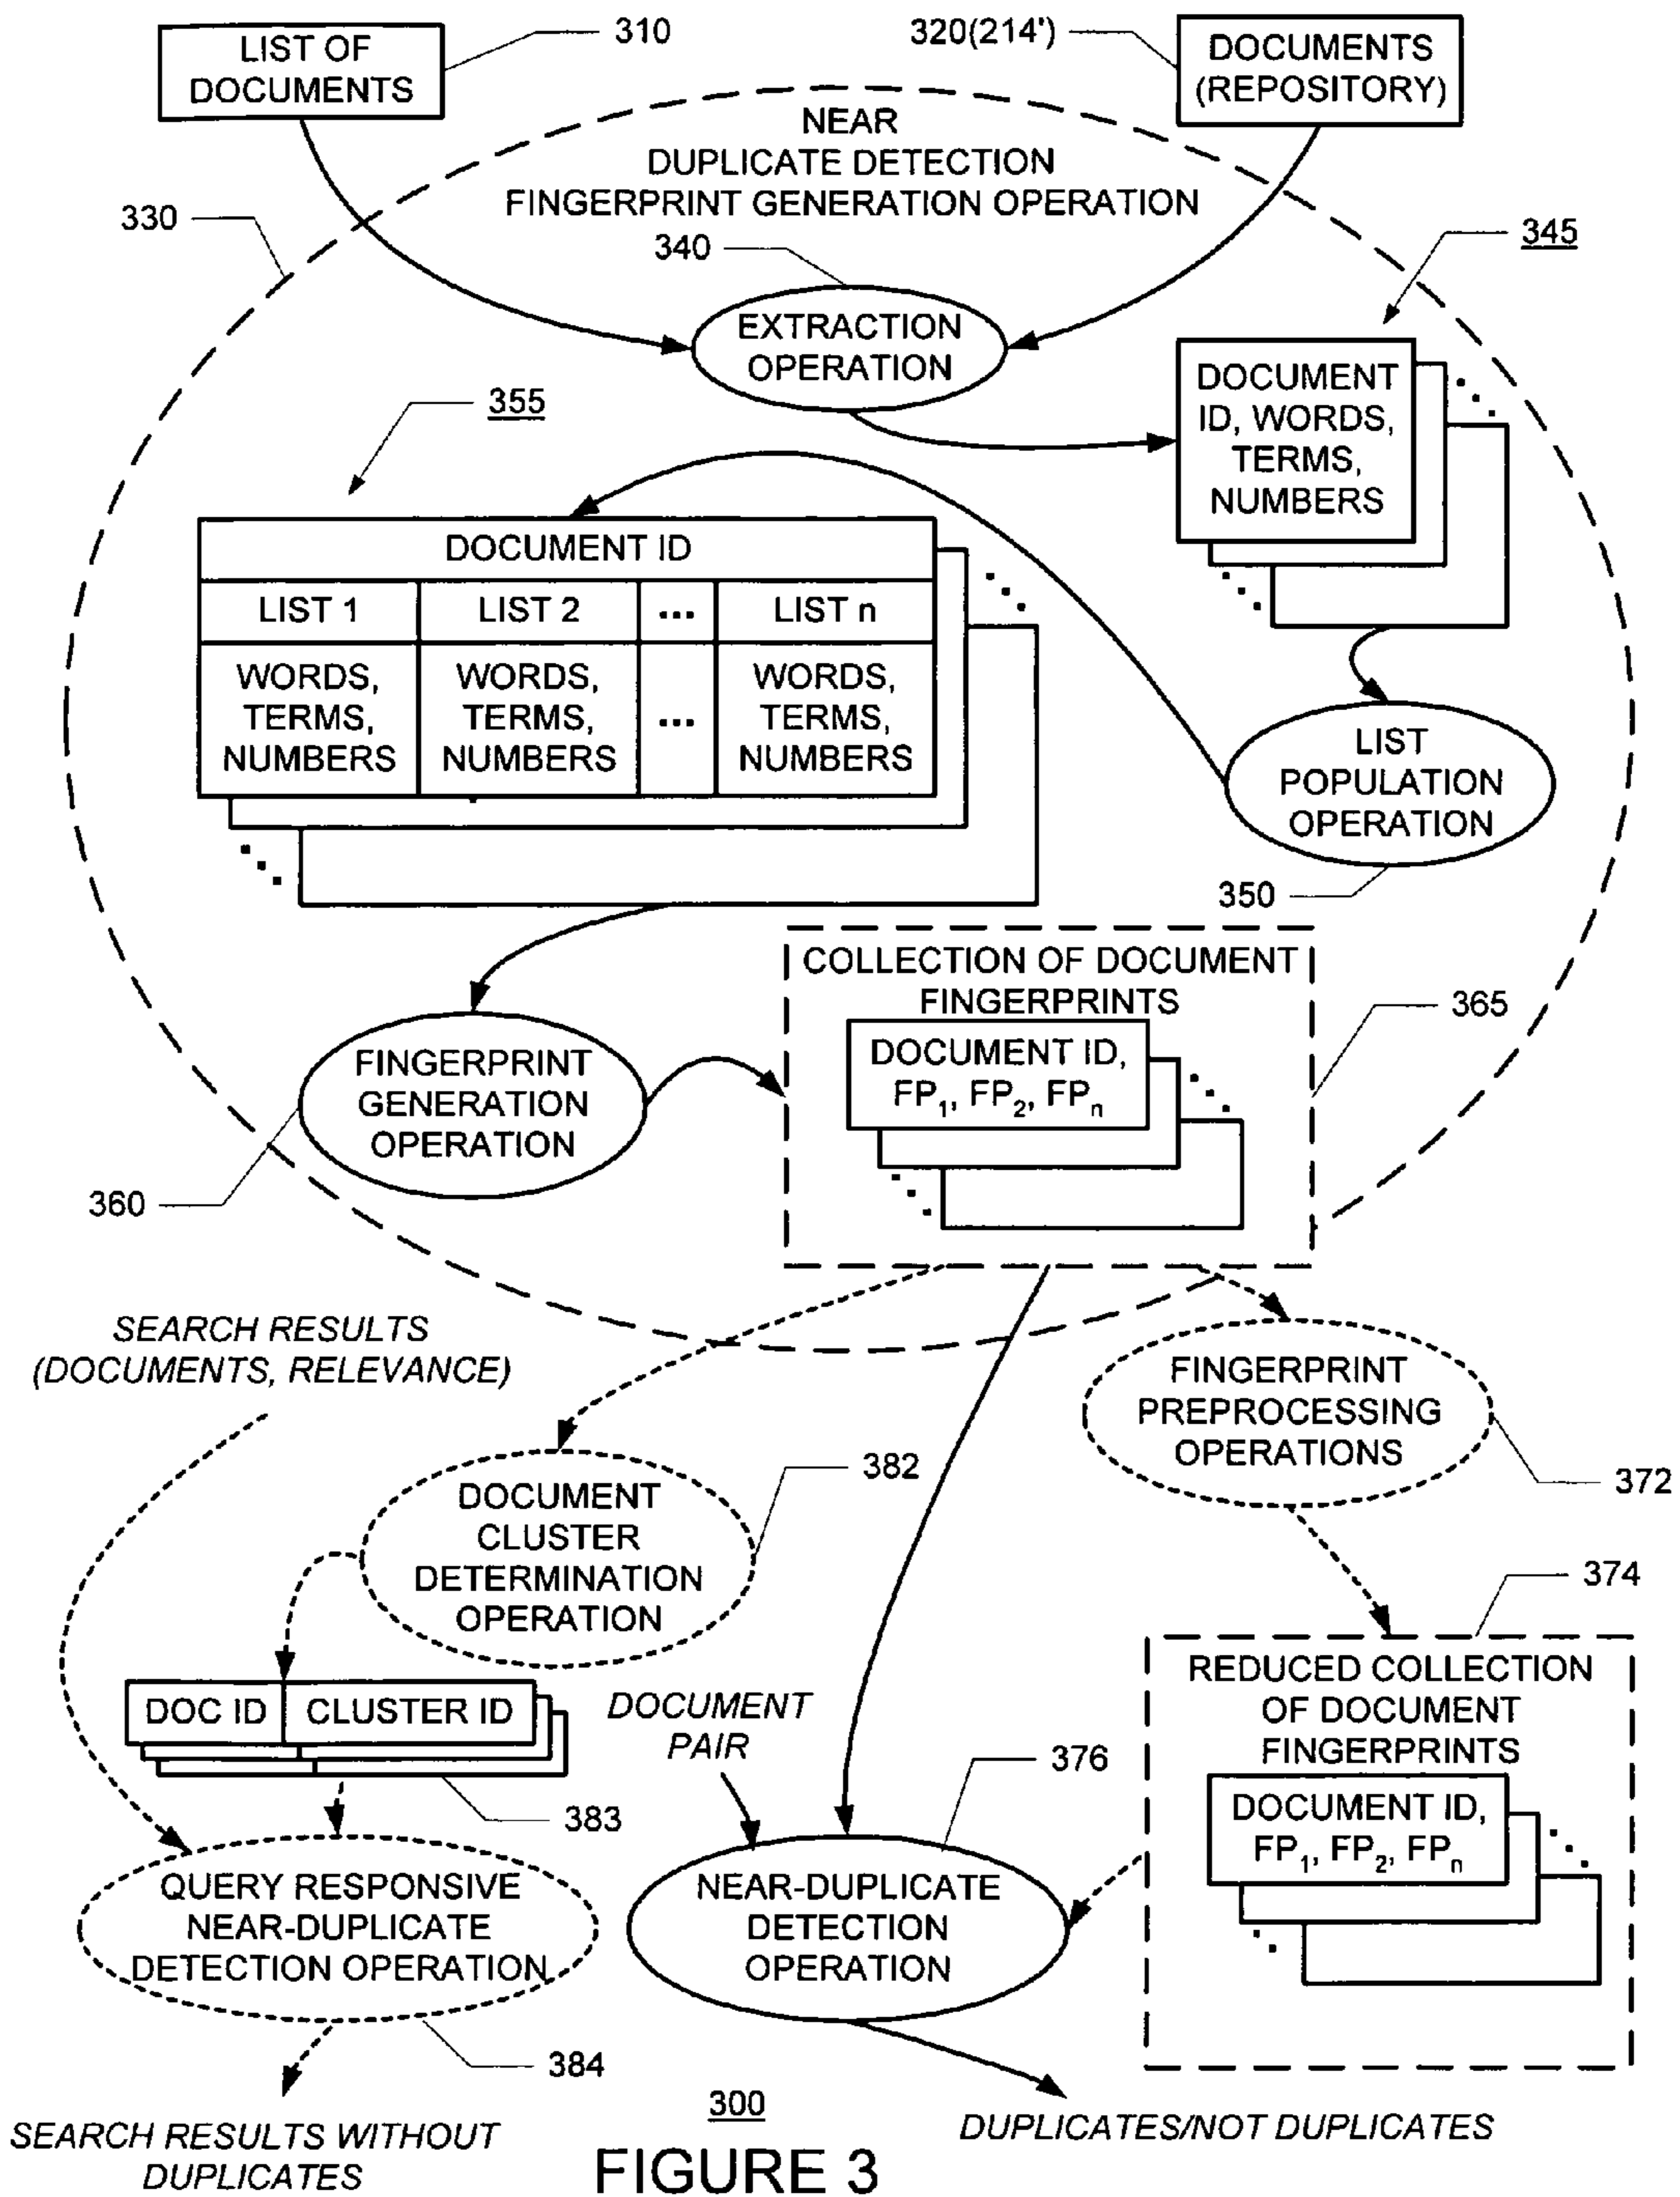 LIST OF
DOCUMENTS
310
320(214')
DOCUMENTS
(REPOSITORY)
NEAR
DUPLICATE DETECTION
FINGERPRINT GENERATION OPERATION
330
340
345
EXTRACTION
OPERATION
DOCUMENT
ID, WORDS,
TERMS,
NUMBERS
355
DOCUMENT ID
LIST 1
LIST 2
...
LIST n
WORDS,
TERMS,
NUMBERS
WORDS,
TERMS,
NUMBERS
...
WORDS,
TERMS,
NUMBERS
LIST
POPULATION
OPERATION
350
COLLECTION OF DOCUMENT
FINGERPRINTS
365
DOCUMENT ID,
FP1, FP2, FPn
FINGERPRINT
GENERATION
OPERATION
360
SEARCH RESULTS
(DOCUMENTS, RELEVANCE)
FINGERPRINT
PREPROCESSING
OPERATIONS
372
382
DOCUMENT
CLUSTER
DETERMINATION
OPERATION
374
REDUCED COLLECTION
OF DOCUMENT
FINGERPRINTS
DOCUMENT ID,
FP1, FP2, FPn
DOC ID
CLUSTER ID
383
DOCUMENT
PAIR
376
QUERY RESPONSIVE
NEAR-DUPLICATE
DETECTION OPERATION
384
NEAR-DUPLICATE
DETECTION
OPERATION
SEARCH RESULTS WITHOUT
DUPLICATES
DUPLICATES/NOT DUPLICATES
300
FIGURE 3